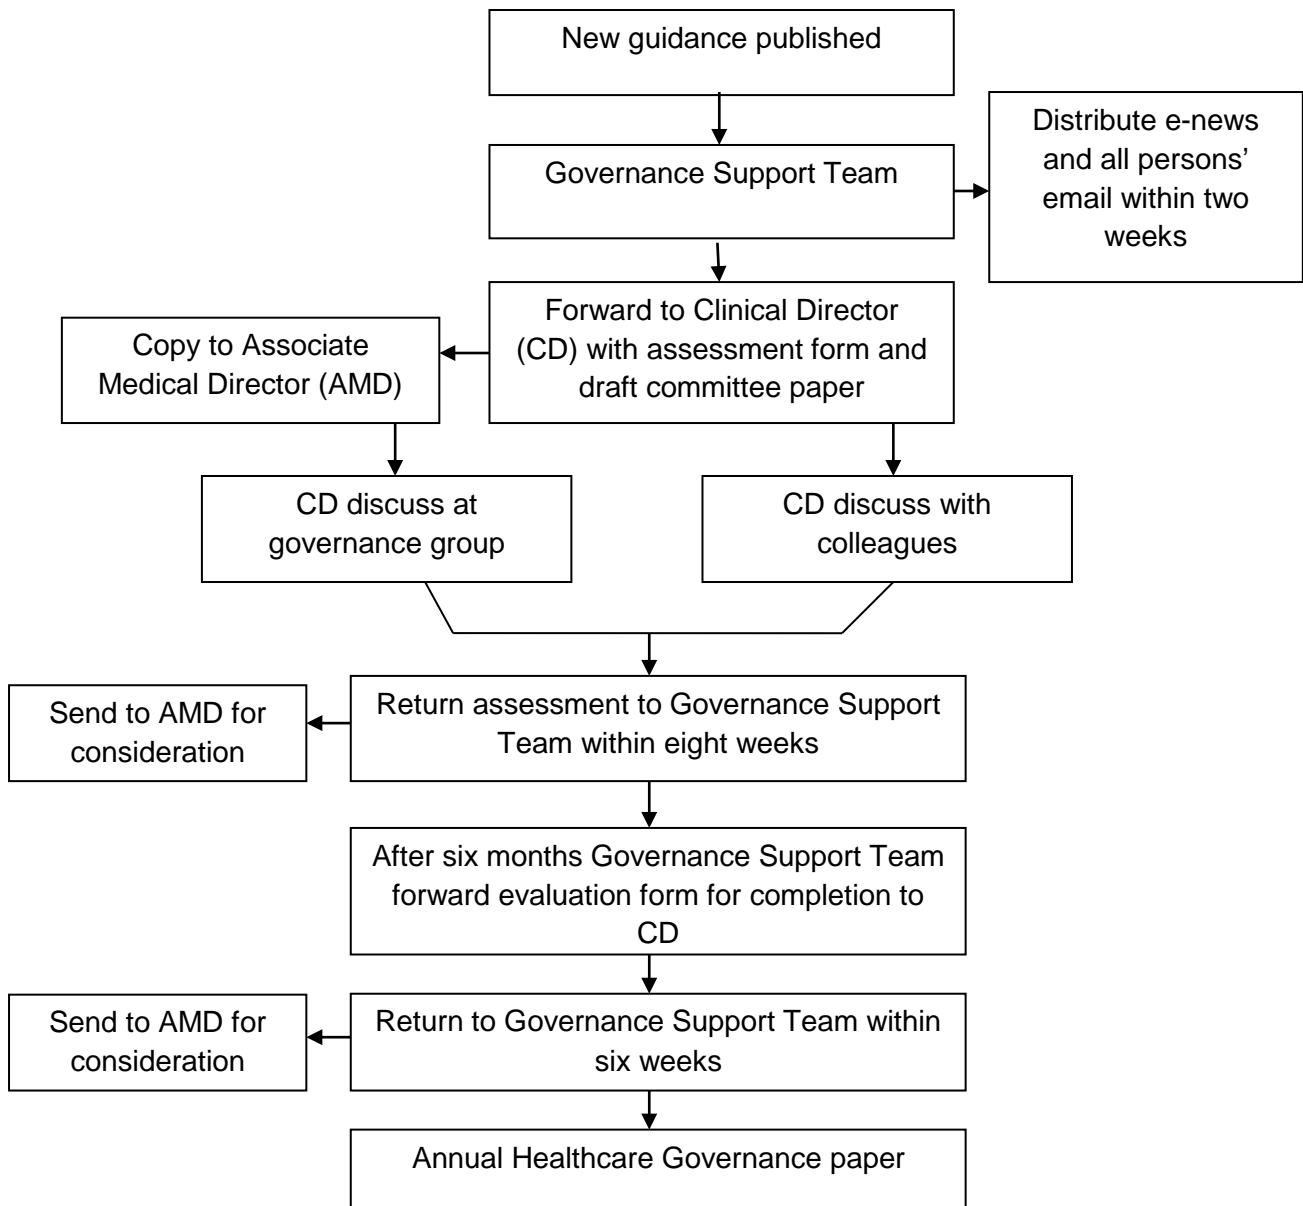 New guidance published
Governance Support Team
Distribute e-news
and all persons’
email within two
weeks
Forward to Clinical Director
(CD) with assessment form and
draft committee paper
Copy to Associate
Medical Director (AMD)
CD discuss at
governance group
CD discuss with
colleagues
Return assessment to Governance Support
Team within eight weeks
Send to AMD for
consideration
After six months Governance Support Team
forward evaluation form for completion to
CD
Return to Governance Support Team within
six weeks
Send to AMD for
consideration
Annual Healthcare Governance paper